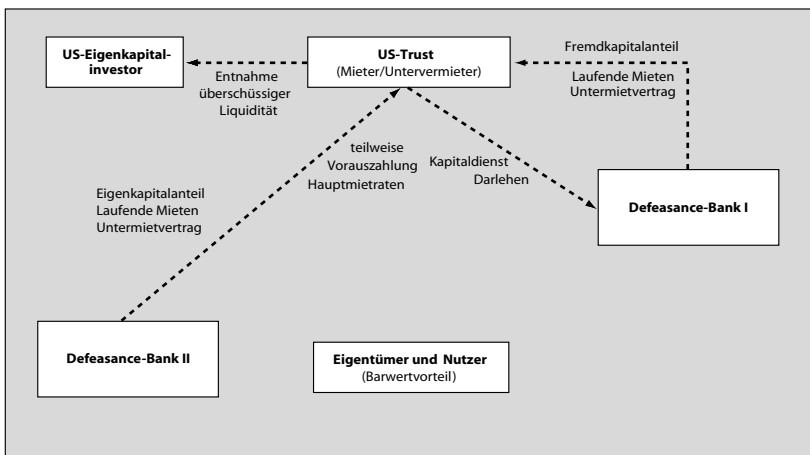 US-Eigenkapital-
investor
US-Trust
(Mieter/Untervermieter)
Fremdkapitalanteil
Laufende Mieten
Untermietvertrag
Entnahme
überschüssiger
Liquidität
teilweise
Vorauszahlung
Hauptmietraten
Kapitaldienst
Darlehen
Eigenkapitalanteil
Laufende Mieten
Untermietvertrag
Defeasance-Bank I
Defeasance-Bank II
Eigentümer und Nutzer
(Barwertvorteil)